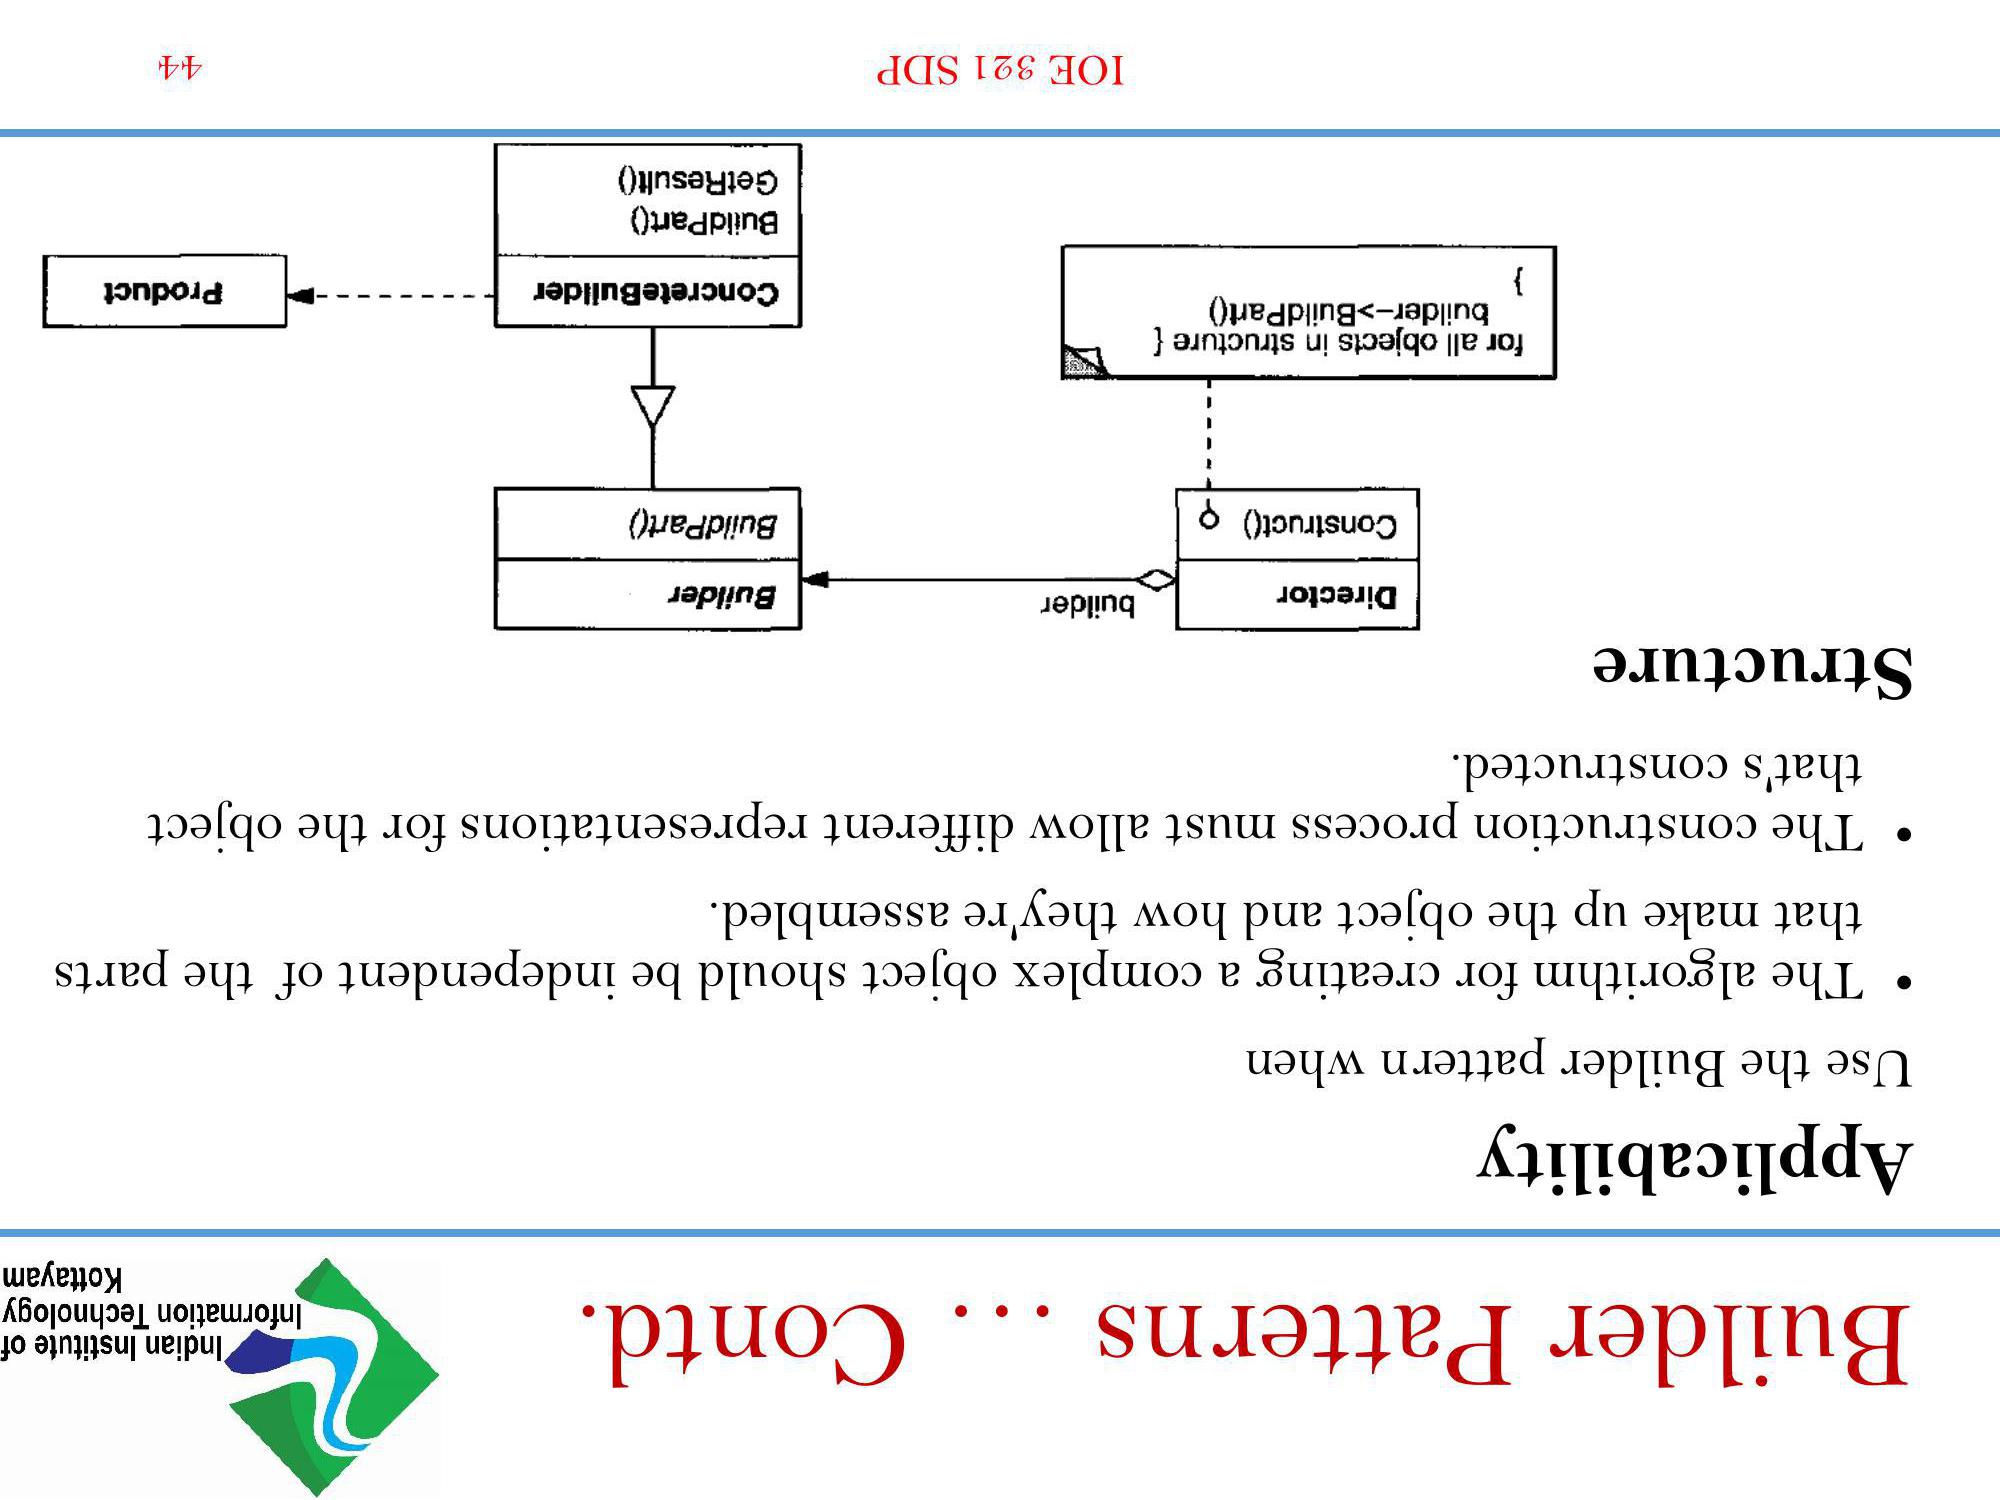 Builder Patterns … Contd.
Indian Institute of
Information Technology
Kottayam
Applicability
Use the Builder pattern when
• The algorithm for creating a complex object should be independent of the parts
that make up the object and how they're assembled.
• The construction process must allow different representations for the object
that's constructed.
Structure
Director
Construct()
builder
Builder
BuildPart()
for all objects in structure {
builder->BuildPart()
}
ConcreteBuilder
BuildPart()
GetResult()
Product
IOE 321 SDP
44